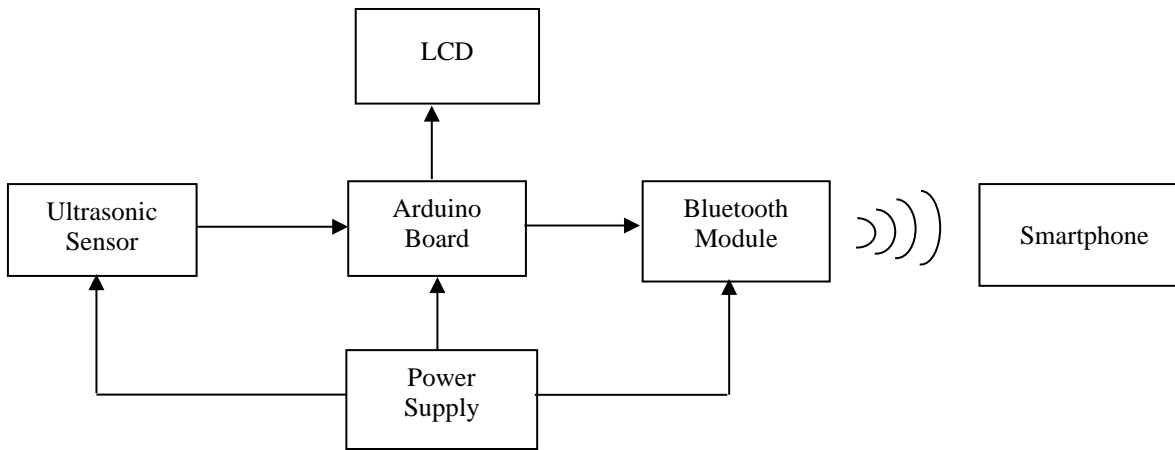 LCD
Ultrasonic
Sensor
Arduino
Board
Bluetooth
Module
Smartphone
Power
Supply